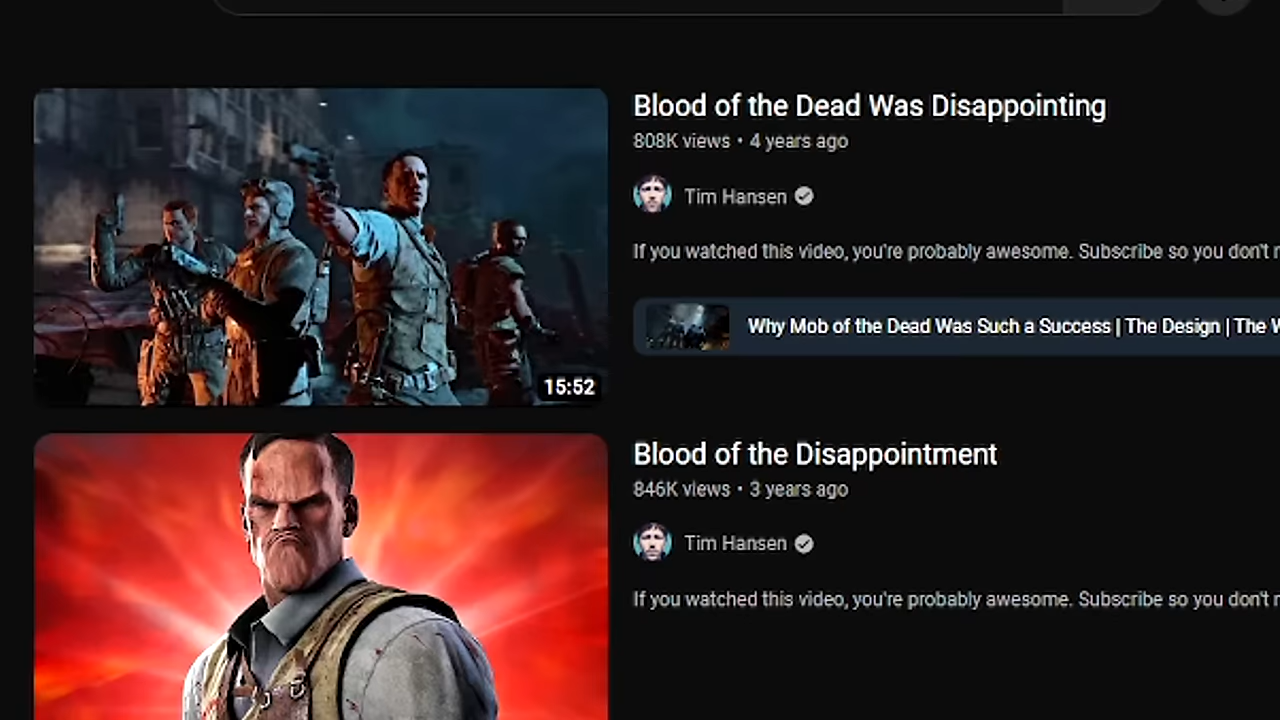 Blood of the Dead Was Disappointing
808K views • 4 years ago
Tim Hansen
If you watched this video, you're probably awesome. Subscribe so you don't
Why Mob of the Dead Was Such a Success | The Design | The
15:52
Blood of the Disappointment
846K views • 3 years ago
Tim Hansen
If you watched this video, you're probably awesome. Subscribe so you don't